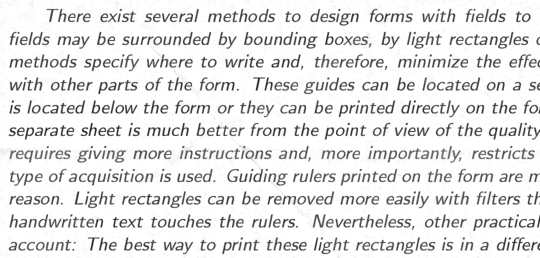 There exist several methods to design forms with fields to
fields may be surrounded by bounding boxes, by light rectangles
methods specify where to write and, therefore, minimize the effec
with other parts of the form. These guides can be located on a se
is located below the form or they can be printed directly on the fo
separate sheet is much better from the point of view of the quality
requires giving more instructions and, more importantly, restricts
type of acquisition is used. Guiding rulers printed on the form are m
reason. Light rectangles can be removed more easily with filters th
handwritten text touches the rulers. Nevertheless, other practical
account: The best way to print these light rectangles is in a differe